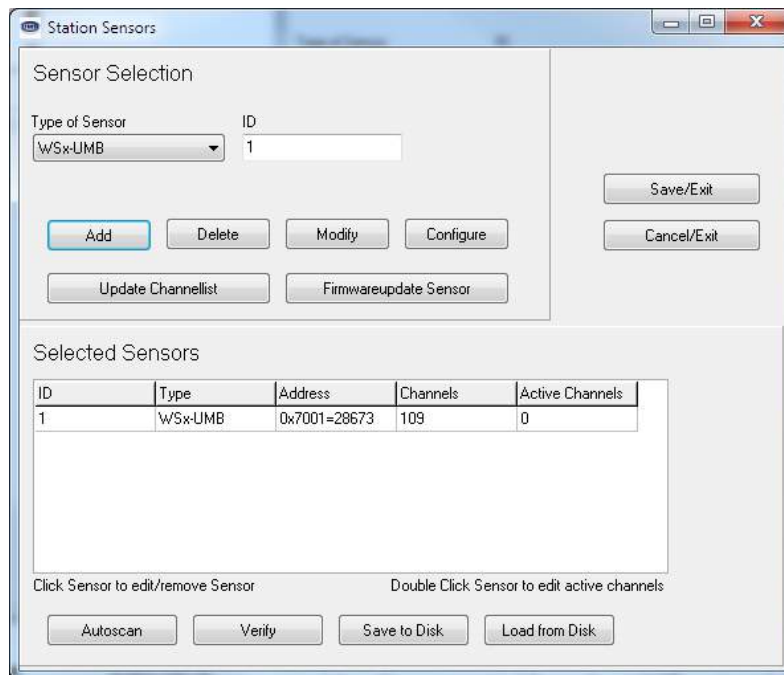 Station Sensors
Sensor Selection
Type of Sensor ID
WSx-UMB 1
Save/Exit
Add Delete Modify Configure Cancel/Exit
Update Channellist Firmwareupdate Sensor
Selected Sensors
ID Type Address Channels Active Channels
1 WSx-UMB 0x7001=28673 109 0
Click Sensor to edit/remove Sensor Double Click Sensor to edit active channels
Autoscan Verify Save to Disk Load from Disk